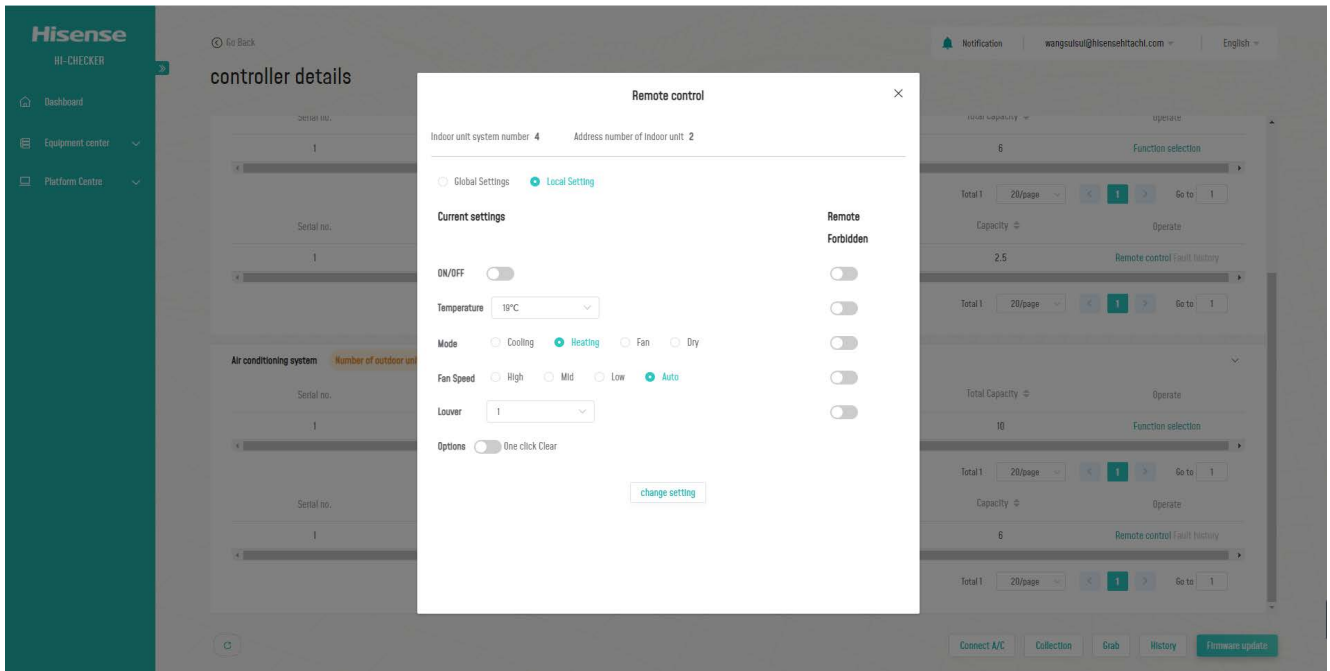 Hisense
HI-CHECKER
Dashboard
Equipment center
Platform Centre
Go Back
Notification
wangsuisui@hisensehitachi.com
English
controller details
Serial no.
Total Capacity
Operate
1
6
Function selection
Total 1 20/page 1 Go to 1
Serial no.
Capacity
Operate
1
2.5
Remote control Fault history
Total 1 20/page 1 Go to 1
Air conditioning system Number of outdoor uni
Serial no.
Total Capacity
Operate
1
10
Function selection
Total 1 20/page 1 Go to 1
Serial no.
Capacity
Operate
1
6
Remote control Fault history
Total 1 20/page 1 Go to 1
Connect A/C
Collection
Grab
History
Firmware update
Remote control
Indoor unit system number 4 Address number of indoor unit 2
Global Settings Local Setting
Current settings
Remote
Forbidden
ON/OFF
Temperature 19°C
Mode Cooling Heating Fan Dry
Fan Speed High Mid Low Auto
Louver 1
Options One click Clear
change setting